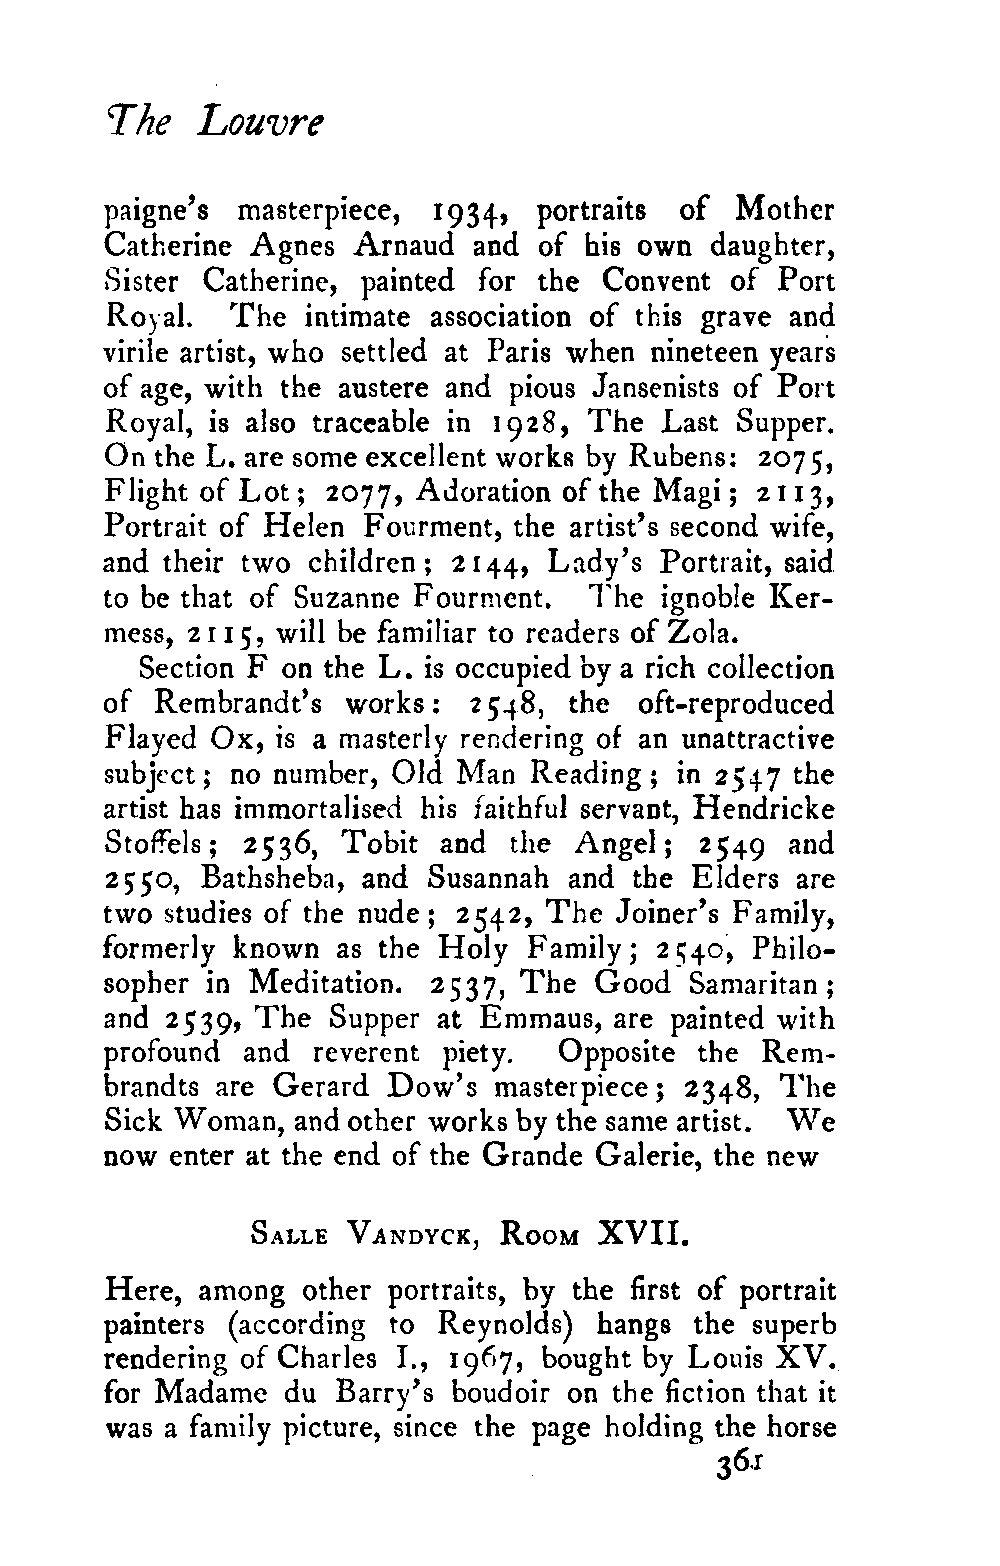 The Louvre
paigne's masterpiece, 1934, portraits of Mother
Catherine Agnes Arnaud and of his own daughter,
Sister Catherine, painted for the Convent of Port
Royal. The intimate association of this grave and
virile artist, who settled at Paris when nineteen years
of age, with the austere and pious Jansenists of Port
Royal, is also traceable in 1928, The Last Supper.
On the L. are some excellent works by Rubens: 2075,
Flight of Lot; 2077, Adoration of the Magi; 2113,
Portrait of Helen Fourment, the artist's second wife,
and their two children; 2144, Lady's Portrait, said
to be that of Suzanne Fourment. The ignoble Ker-
mess, 2115, will be familiar to readers of Zola.
Section F on the L. is occupied by a rich collection
of Rembrandt's works: 2548, the oft-reproduced
Flayed Ox, is a masterly rendering of an unattractive
subject; no number, Old Man Reading; in 2547 the
artist has immortalised his faithful servant, Hendricke
Stoffels; 2536, Tobit and the Angel; 2549 and
2550, Bathsheba, and Susannah and the Elders are
two studies of the nude; 2542, The Joiner's Family,
formerly known as the Holy Family; 2540, Philo-
sopher in Meditation. 2537, The Good Samaritan;
and 2539, The Supper at Emmaus, are painted with
profound and reverent piety. Opposite the Rem-
brandts are Gerard Dow's masterpiece; 2348, The
Sick Woman, and other works by the same artist. We
now enter at the end of the Grande Galerie, the new
SALLE VANDYCK, ROOM XVII.
Here, among other portraits, by the first of portrait
painters (according to Reynolds) hangs the superb
rendering of Charles I., 1967, bought by Louis XV.
for Madame du Barry's boudoir on the fiction that it
was a family picture, since the page holding the horse
361